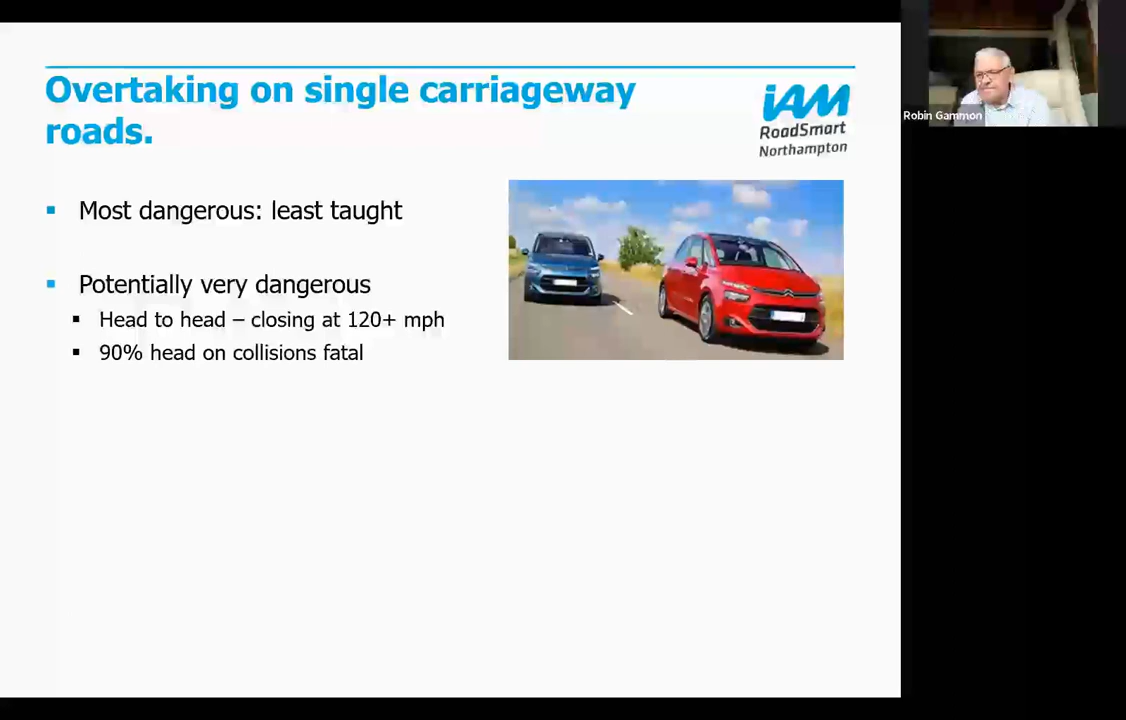 Overtaking on single carriageway
roads.
iAM
RoadSmart
Northampton
Most dangerous: least taught
Potentially very dangerous
Head to head – closing at 120+ mph
90% head on collisions fatal
Robin Gammon